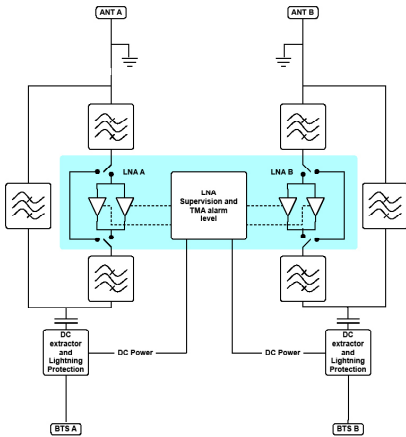 ANT A
ANT B
LNA A
LNA
Supervision and
TMA alarm
level
LNA B
DC
extractor
and
Lightning
Protection
DC Power
DC Power
DC
extractor
and
Lightning
Protection
BTS A
BTS B